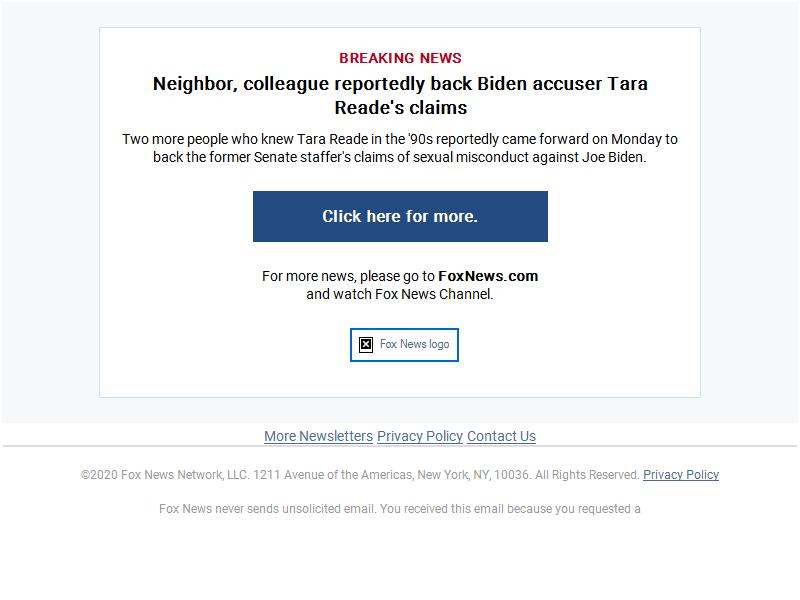 BREAKING NEWS
Neighbor, colleague reportedly back Biden accuser Tara
Reade's claims
Two more people who knew Tara Reade in the '90s reportedly came forward on Monday to
back the former Senate staffer's claims of sexual misconduct against Joe Biden.
Click here for more.
For more news, please go to FoxNews.com
and watch Fox News Channel.
Fox News logo
More Newsletters Privacy Policy Contact Us
©2020 Fox News Network, LLC. 1211 Avenue of the Americas, New York, NY, 10036. All Rights Reserved. Privacy Policy
Fox News never sends unsolicited email. You received this email because you requested a